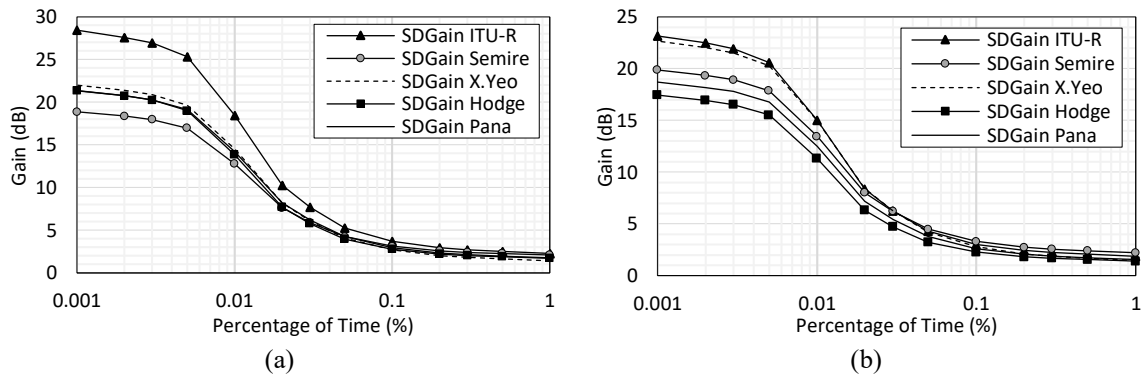 30
25
20
15
10
5
0
Gain (dB)
SDGain ITU-R
SDGain Semire
SDGain X.Yeo
SDGain Hodge
SDGain Pana
0.001 0.01 0.1 1
Percentage of Time (%)
(a)
25
20
15
10
5
0
Gain (dB)
SDGain ITU-R
SDGain Semire
SDGain X.Yeo
SDGain Hodge
SDGain Pana
0.001 0.01 0.1 1
Percentage of Time (%)
(b)